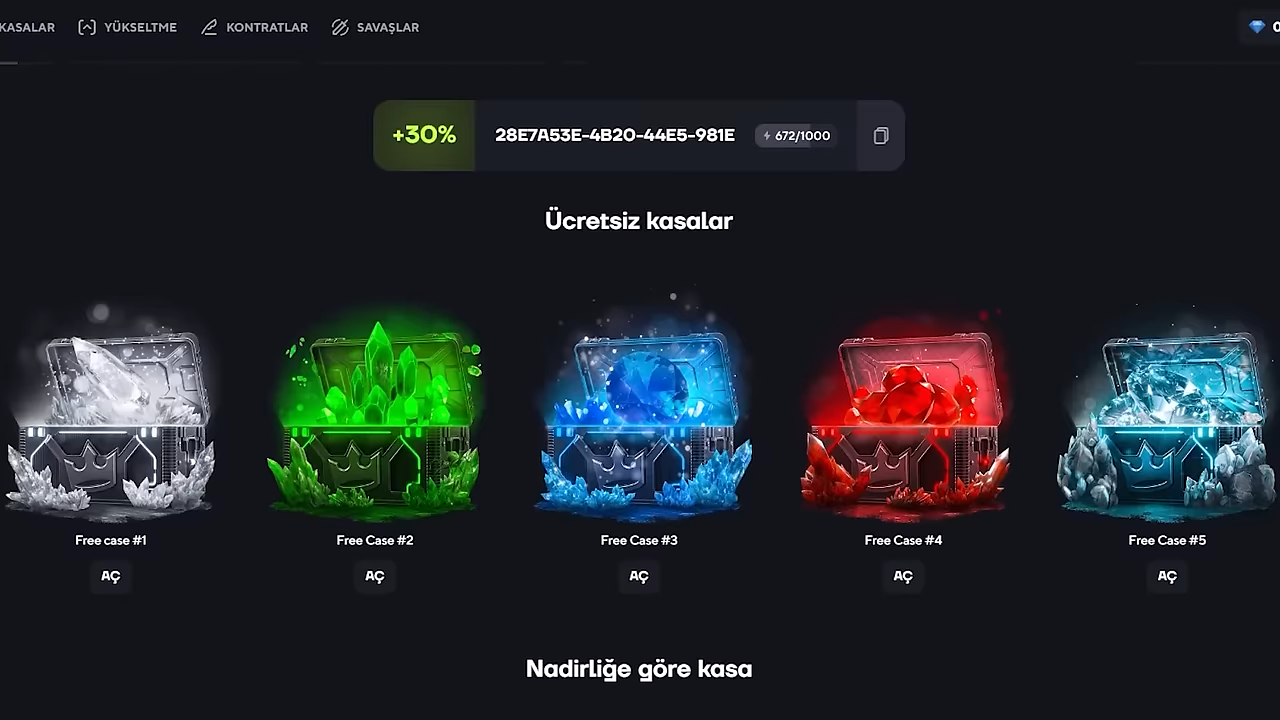 KASALAR YÜKSELTME KONTRATLAR SAVAŞLAR 0
+30% 28E7A53E-4B20-44E5-981E 672/1000
Ücretsiz kasalar
Free case #1 Free Case #2 Free Case #3 Free Case #4 Free Case #5
AÇ AÇ AÇ AÇ AÇ
Nadirliğe göre kasa